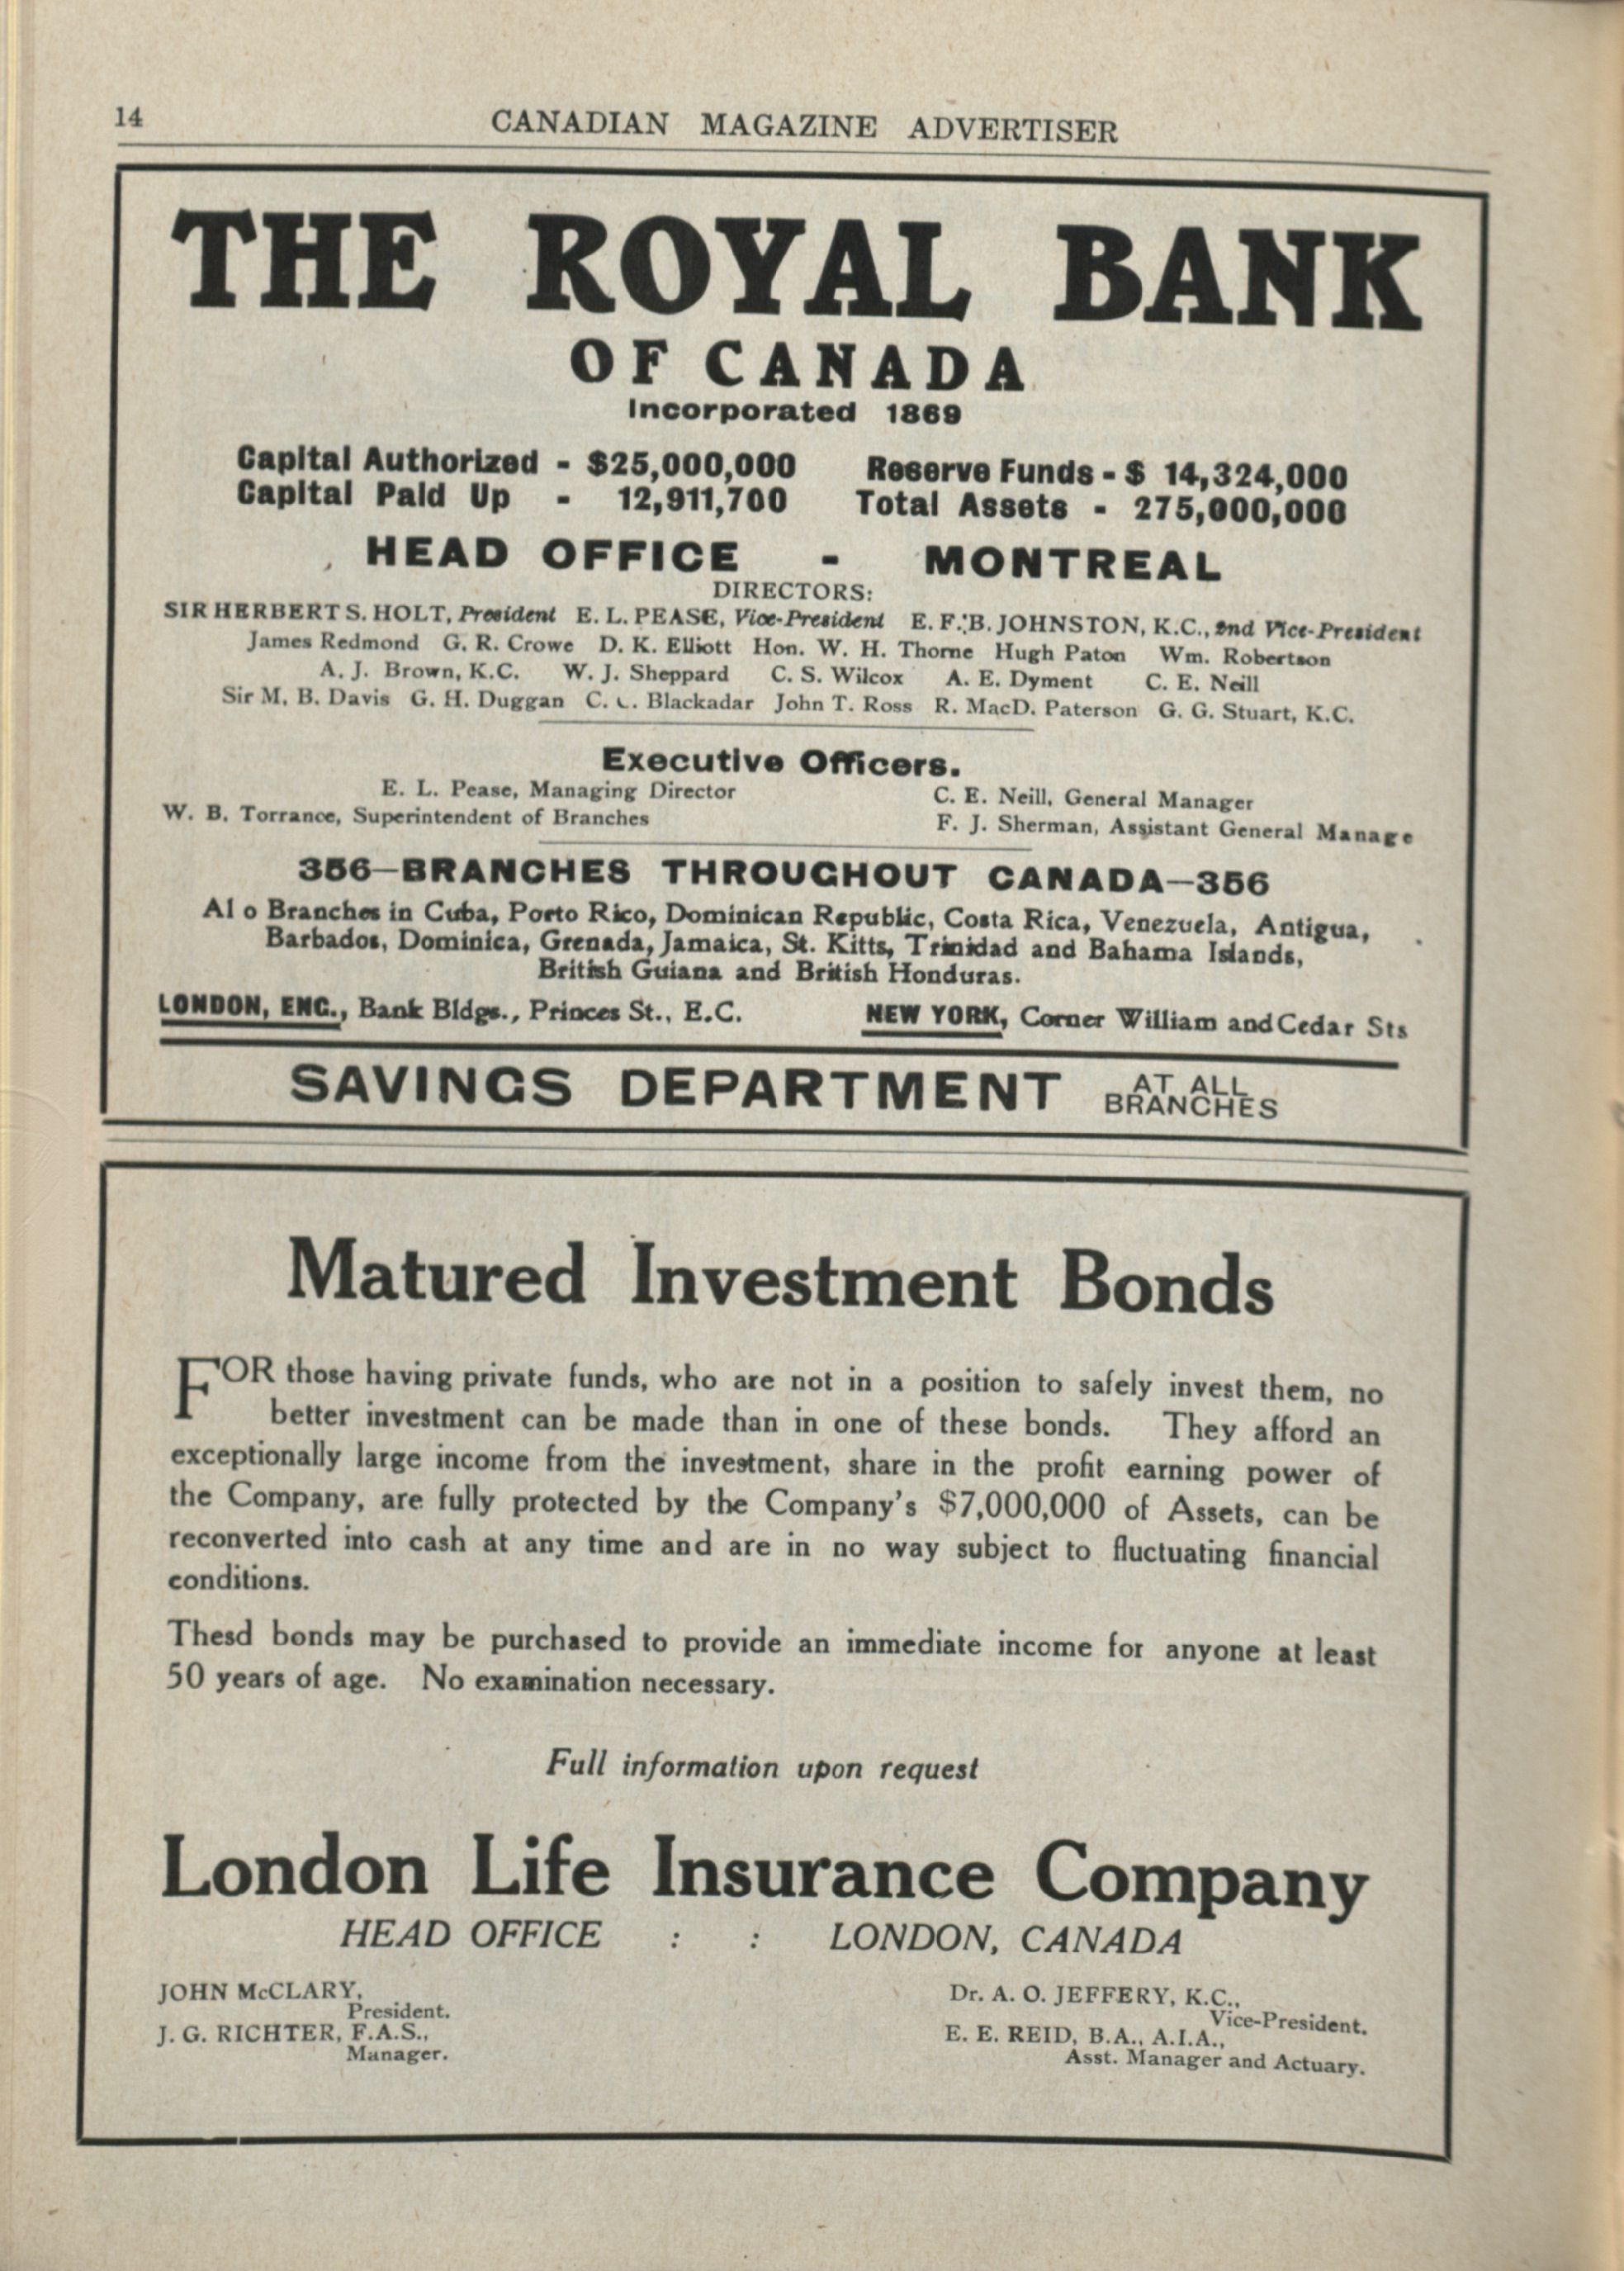 14
CANADIAN MAGAZINE ADVERTISER
THE ROYAL BANK
OF CANADA
Incorporated 1869
Capital Authorized - $25,000,000 Reserve Funds - $ 14,324,000
Capital Paid Up - 12,911,700 Total Assets - 275,000,000
HEAD OFFICE - MONTREAL
DIRECTORS:
SIR HERBERT S. HOLT, President E. L. PEASE, Vice-President E. F. B. JOHNSTON, K.C., 2nd Vice-President
James Redmond G. R. Crowe D. K. Elliott Hon. W. H. Thorne Hugh Paton Wm. Robertson
A. J. Brown, K.C. W. J. Sheppard C. S. Wilcox A. E. Dyment C. E. Neill
Sir M. B. Davis G. H. Duggan C. Blackadar John T. Ross R. MacD. Paterson G. G. Stuart, K.C.
Executive Officers.
E. L. Pease, Managing Director C. E. Neill, General Manager
W. B. Torrance, Superintendent of Branches F. J. Sherman, Assistant General Manage
356—BRANCHES THROUGHOUT CANADA—356
Al o Branches in Cuba, Porto Rico, Dominican Republic, Costa Rica, Venezuela, Antigua,
Barbados, Dominica, Grenada, Jamaica, St. Kitts, Trinidad and Bahama Islands,
British Guiana and British Honduras.
LONDON, ENG., Bank Bldgs., Princes St., E.C. NEW YORK, Corner William and Cedar Sts
SAVINGS DEPARTMENT AT ALL BRANCHES
Matured Investment Bonds
FOR those having private funds, who are not in a position to safely invest them, no
better investment can be made than in one of these bonds. They afford an
exceptionally large income from the investment, share in the profit earning power of
the Company, are fully protected by the Company's $7,000,000 of Assets, can be
reconverted into cash at any time and are in no way subject to fluctuating financial
conditions.
Thesd bonds may be purchased to provide an immediate income for anyone at least
50 years of age. No examination necessary.
Full information upon request
London Life Insurance Company
HEAD OFFICE : : LONDON, CANADA
JOHN McCLARY,
President.
J. G. RICHTER, F.A.S.,
Manager.
Dr. A. O. JEFFERY, K.C.,
Vice-President.
E. E. REID, B.A., A.I.A.,
Asst. Manager and Actuary.